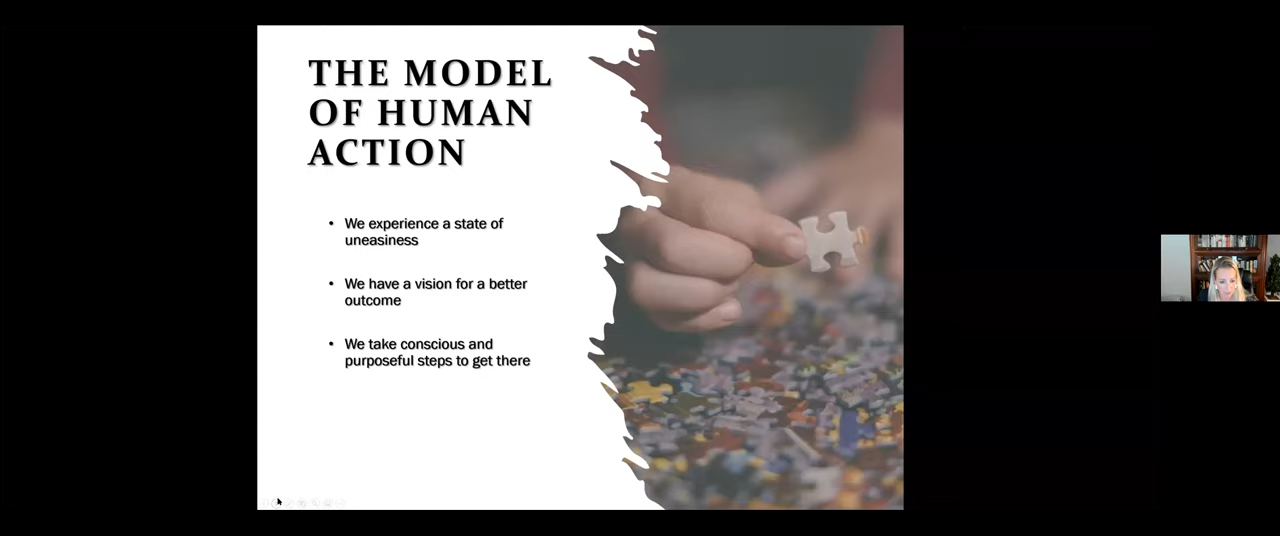 THE MODEL
OF HUMAN
ACTION
• We experience a state of
uneasiness
• We have a vision for a better
outcome
• We take conscious and
purposeful steps to get there